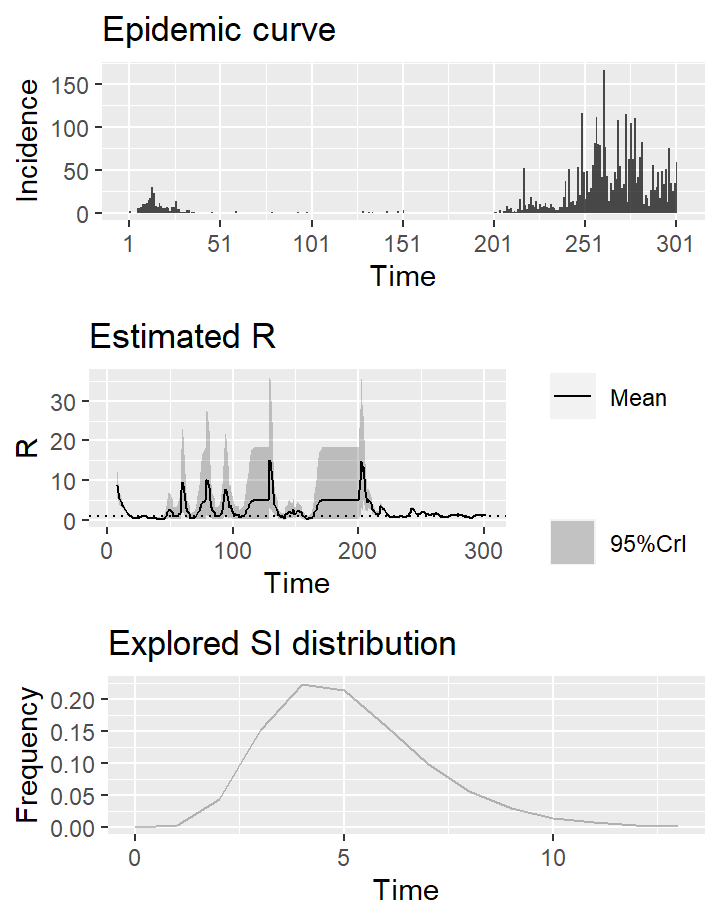 Epidemic curve
Incidence
150
100
50
0
1 51 101 151 201 251 301
Time
Estimated R
R
30
20
10
0
0 100 200 300
Time
Mean
95%CrI
Explored SI distribution
Frequency
0.20
0.15
0.10
0.05
0.00
0 5 10
Time